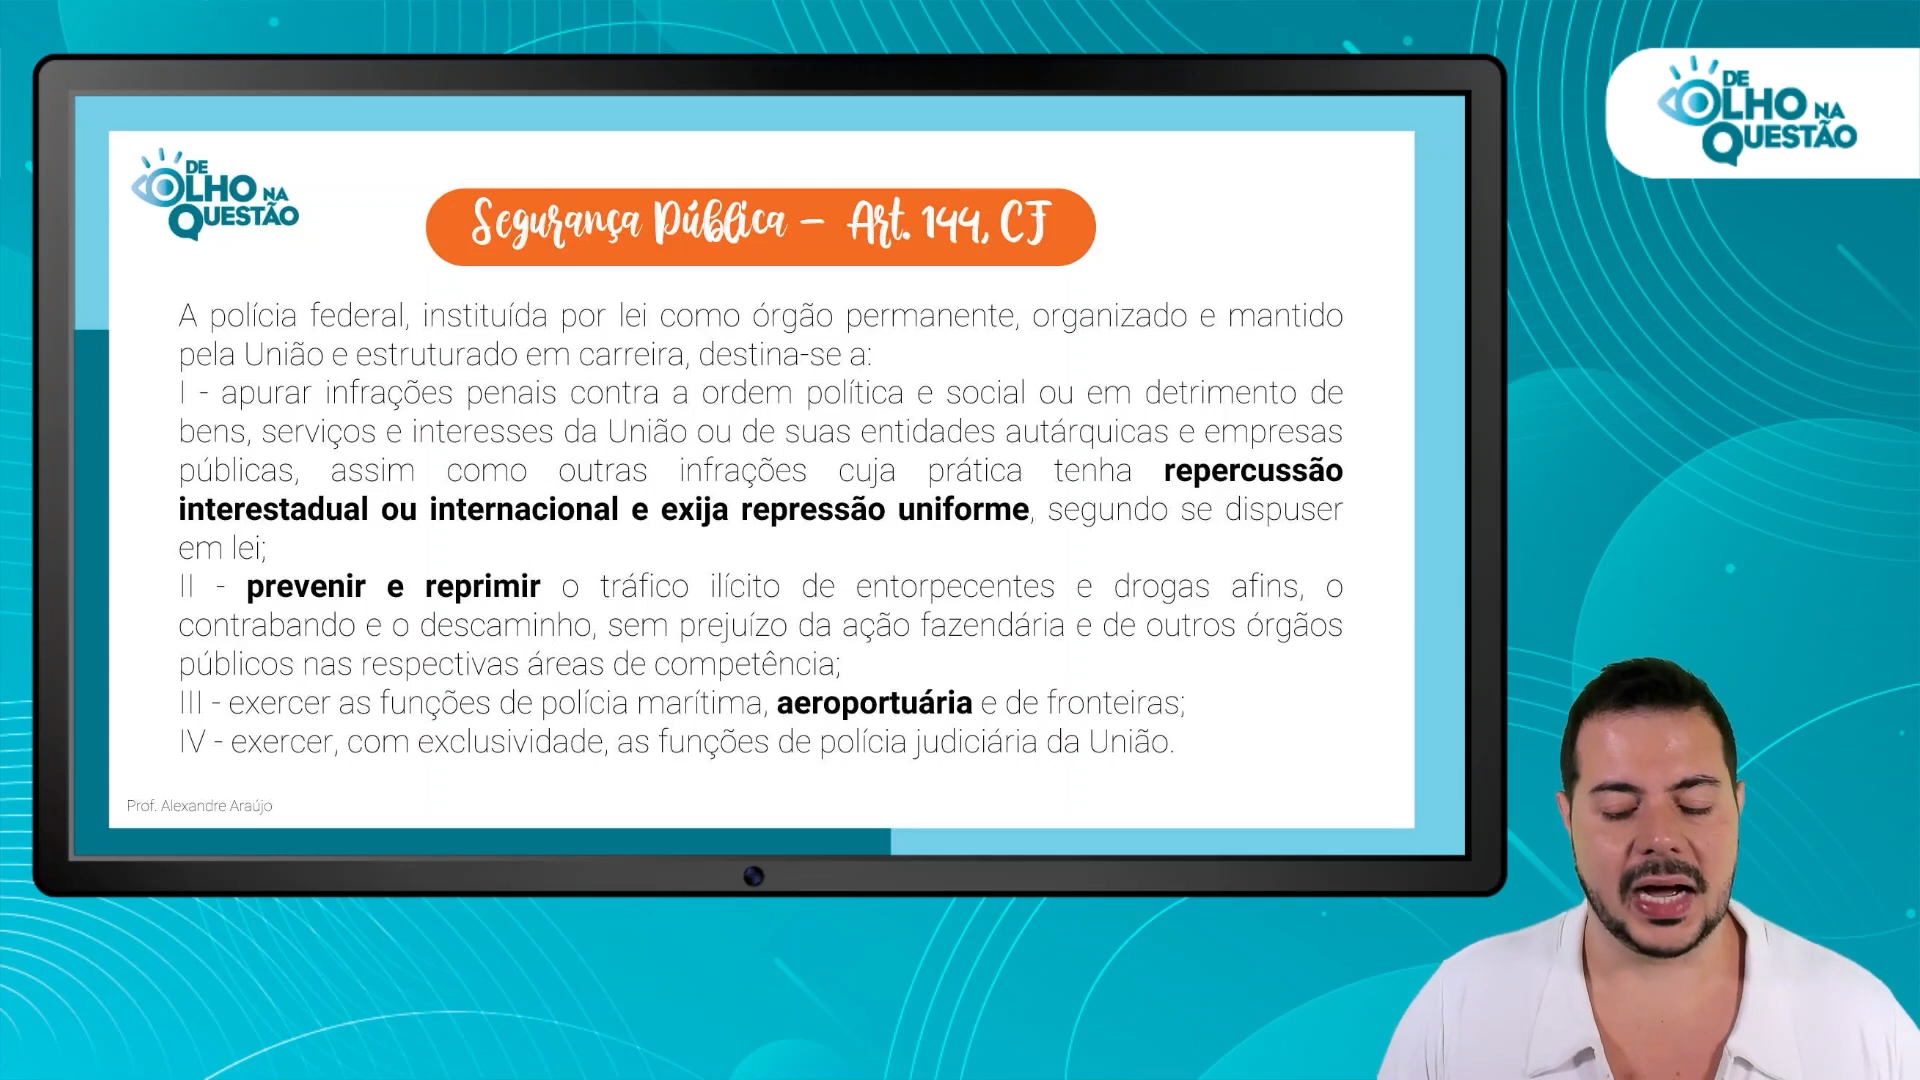 DE
OLHO NA
QUESTÃO
DE
OLHO NA
QUESTÃO
Segurança Pública – Art. 144, CF
A polícia federal, instituída por lei como órgão permanente, organizado e mantido
pela União e estruturado em carreira, destina-se a:
I - apurar infrações penais contra a ordem política e social ou em detrimento de
bens, serviços e interesses da União ou de suas entidades autárquicas e empresas
públicas, assim como outras infrações cuja prática tenha repercussão
interestadual ou internacional e exija repressão uniforme, segundo se dispuser
em lei;
II - prevenir e reprimir o tráfico ilícito de entorpecentes e drogas afins, o
contrabando e o descaminho, sem prejuízo da ação fazendária e de outros órgãos
públicos nas respectivas áreas de competência;
III - exercer as funções de polícia marítima, aeroportuária e de fronteiras;
IV - exercer, com exclusividade, as funções de polícia judiciária da União.
Prof. Alexandre Araújo